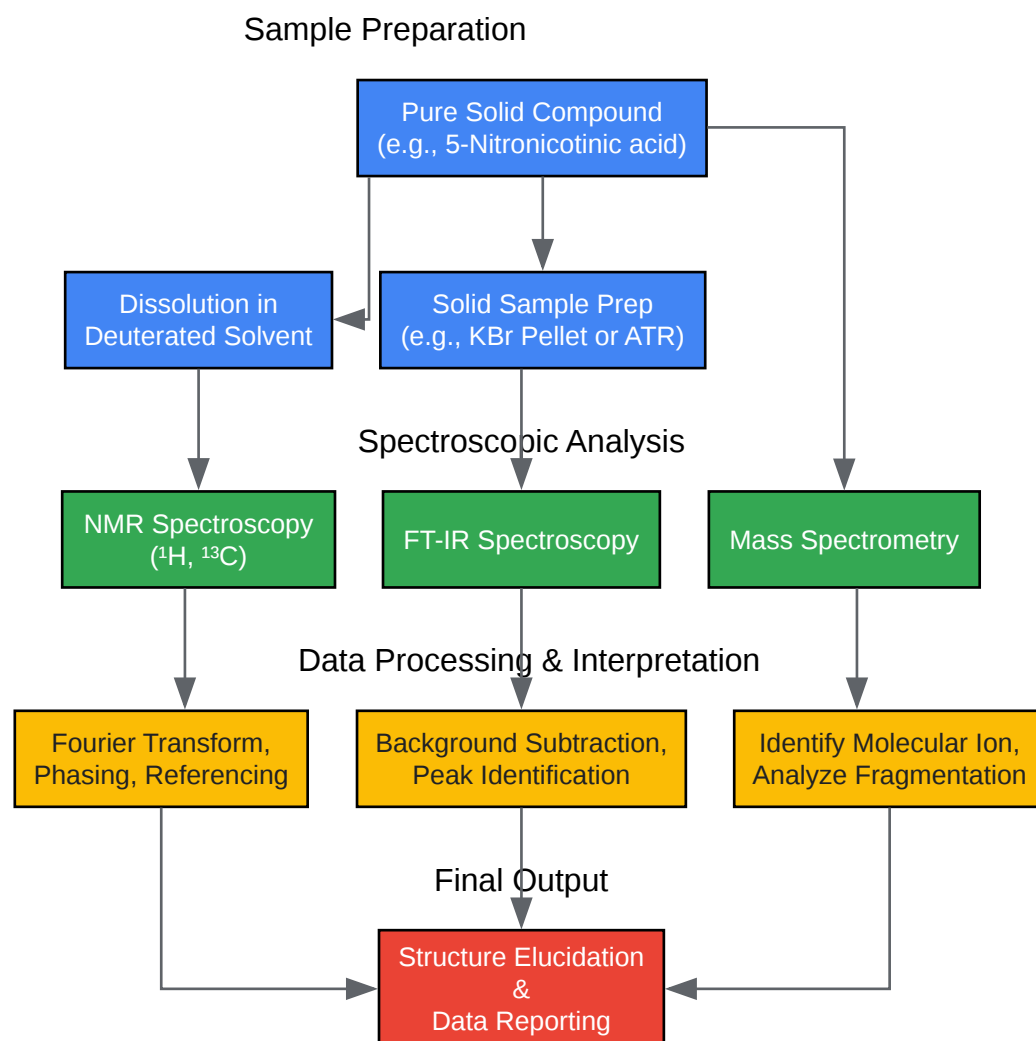 Sample Preparation
Pure Solid Compound
(e.g., 5-Nitronicotinic acid)
Dissolution in
Deuterated Solvent
Solid Sample Prep
(e.g., KBr Pellet or ATR)
Spectroscopic Analysis
NMR Spectroscopy
(¹H, ¹³C)
FT-IR Spectroscopy
Mass Spectrometry
Data Processing & Interpretation
Fourier Transform,
Phasing, Referencing
Background Subtraction,
Peak Identification
Identify Molecular Ion,
Analyze Fragmentation
Final Output
Structure Elucidation
&
Data Reporting